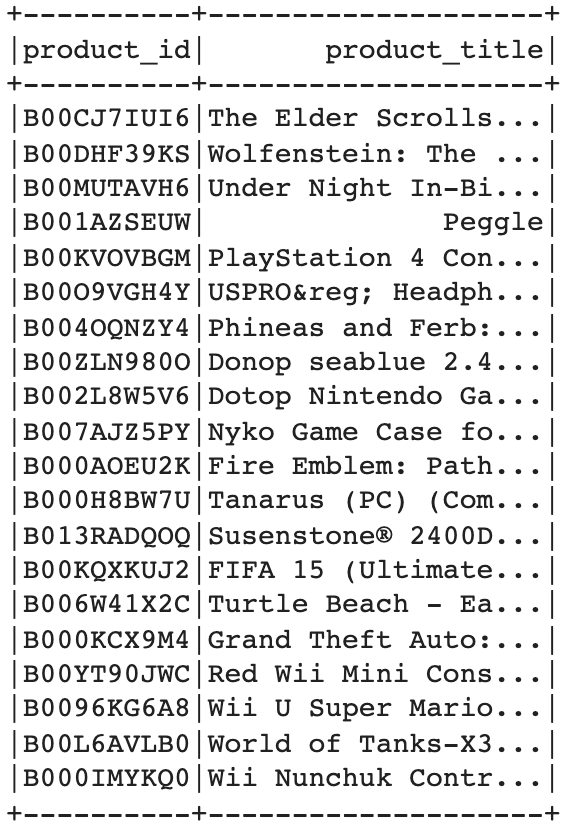 +----------+--------------------+
|product_id|       product_title|
+----------+--------------------+
|B00CJ7IUI6|The Elder Scrolls...|
|B00DHF39KS|Wolfenstein: The ...|
|B00MUTAVH6|Under Night In-Bi...|
|B001AZSEUW|              Peggle|
|B00KVOVBGM|PlayStation 4 Con...|
|B00O9VGH4Y|USPRO&reg; Headph...|
|B004OQNZY4|Phineas and Ferb:...|
|B00ZLN980O|Donop seablue 2.4...|
|B002L8W5V6|Dotop Nintendo Ga...|
|B007AJZ5PY|Nyko Game Case fo...|
|B000AOEU2K|Fire Emblem: Path...|
|B000H8BW7U|Tanarus (PC) (Com...|
|B013RADQOQ|Susenstone® 2400D...|
|B00KQXKUJ2|FIFA 15 (Ultimate...|
|B006W41X2C|Turtle Beach - Ea...|
|B000KCX9M4|Grand Theft Auto:...|
|B00YT90JWC|Red Wii Mini Cons...|
|B0096KG6A8|Wii U Super Mario...|
|B00L6AVLB0|World of Tanks-X3...|
|B000IMYKQ0|Wii Nunchuk Contr...|
+----------+--------------------+